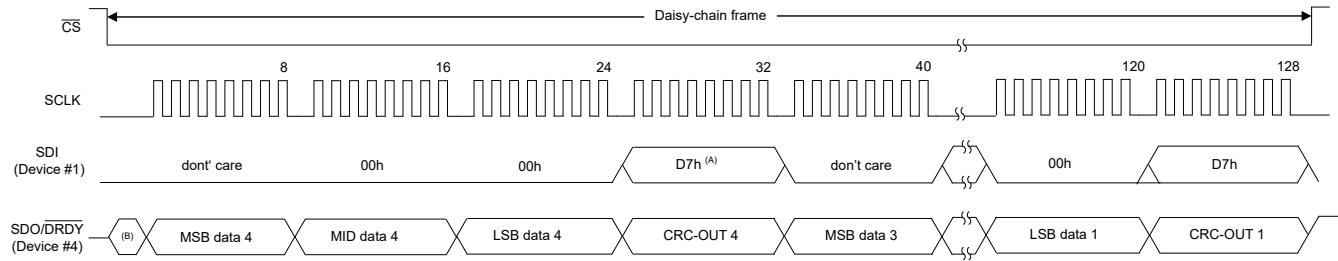 Daisy-chain frame
CS
8 16 24 32 40 120 128
SCLK
SDI
(Device #1)
dont' care 00h 00h D7h (A) don't care 00h D7h
SDO/DRDY
(Device #4)
(B) MSB data 4 MID data 4 LSB data 4 CRC-OUT 4 MSB data 3 LSB data 1 CRC-OUT 1